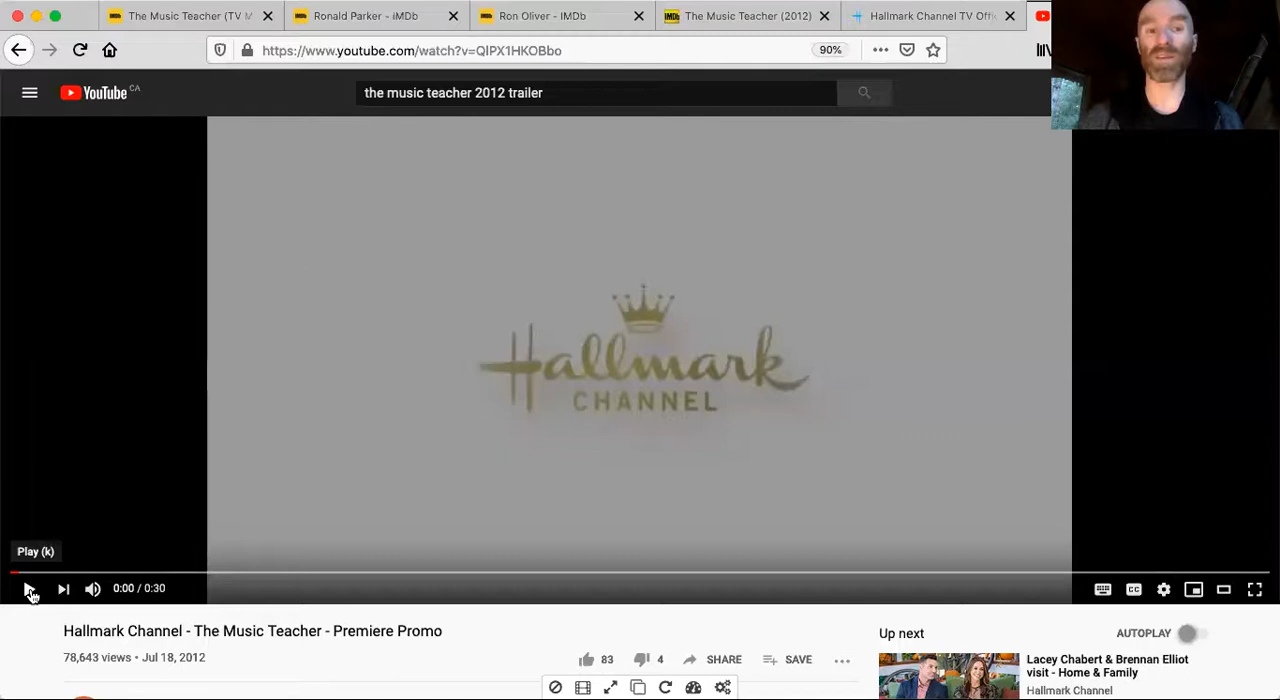 The Music Teacher (TV M
Ronald Parker - IMDb
Ron Oliver - IMDb
The Music Teacher (2012)
Hallmark Channel TV Offi
https://www.youtube.com/watch?v=QIPX1HKOBbo
90%
YouTube CA
the music teacher 2012 trailer
Hallmark
CHANNEL
Play (k)
0:00 / 0:30
CC
Hallmark Channel - The Music Teacher - Premiere Promo
78,643 views • Jul 18, 2012
83
4
SHARE
SAVE
Up next
AUTOPLAY
Lacey Chabert & Brennan Elliot
visit - Home & Family
Hallmark Channel